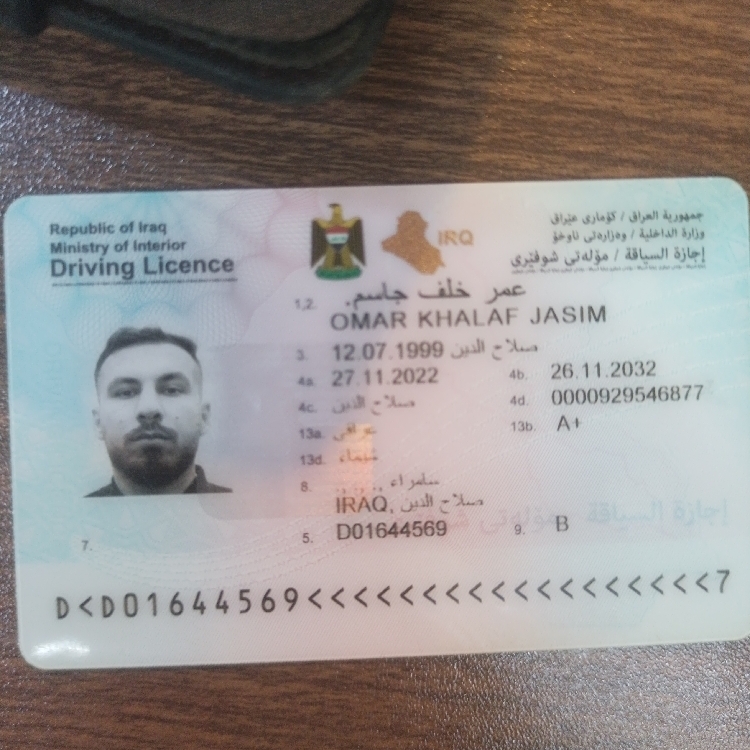 Republic of Iraq
Ministry of Interior
Driving Licence
IRQ
جمهورية العراق / كۆماری عێراق
وزارة الداخلية / وەزارەتی ناوخۆ
إجازة السياقة / مۆڵەتی شوفێری
1,2. عمر خلف جاسم.
OMAR KHALAF JASIM
3. 12.07.1999 صلاح الدين
4a. 27.11.2022 4b. 26.11.2032
4c. صلاح الدين 4d. 0000929546877
13a. عراقي 13b. A+
13d. شيماء
8. سامراء , . , .
IRAQ, صلاح الدين
5. D01644569 9. B
7.
إجازة السياقة مۆڵەتی
D<D01644569<<<<<<<<<<<<<<<<<<<7